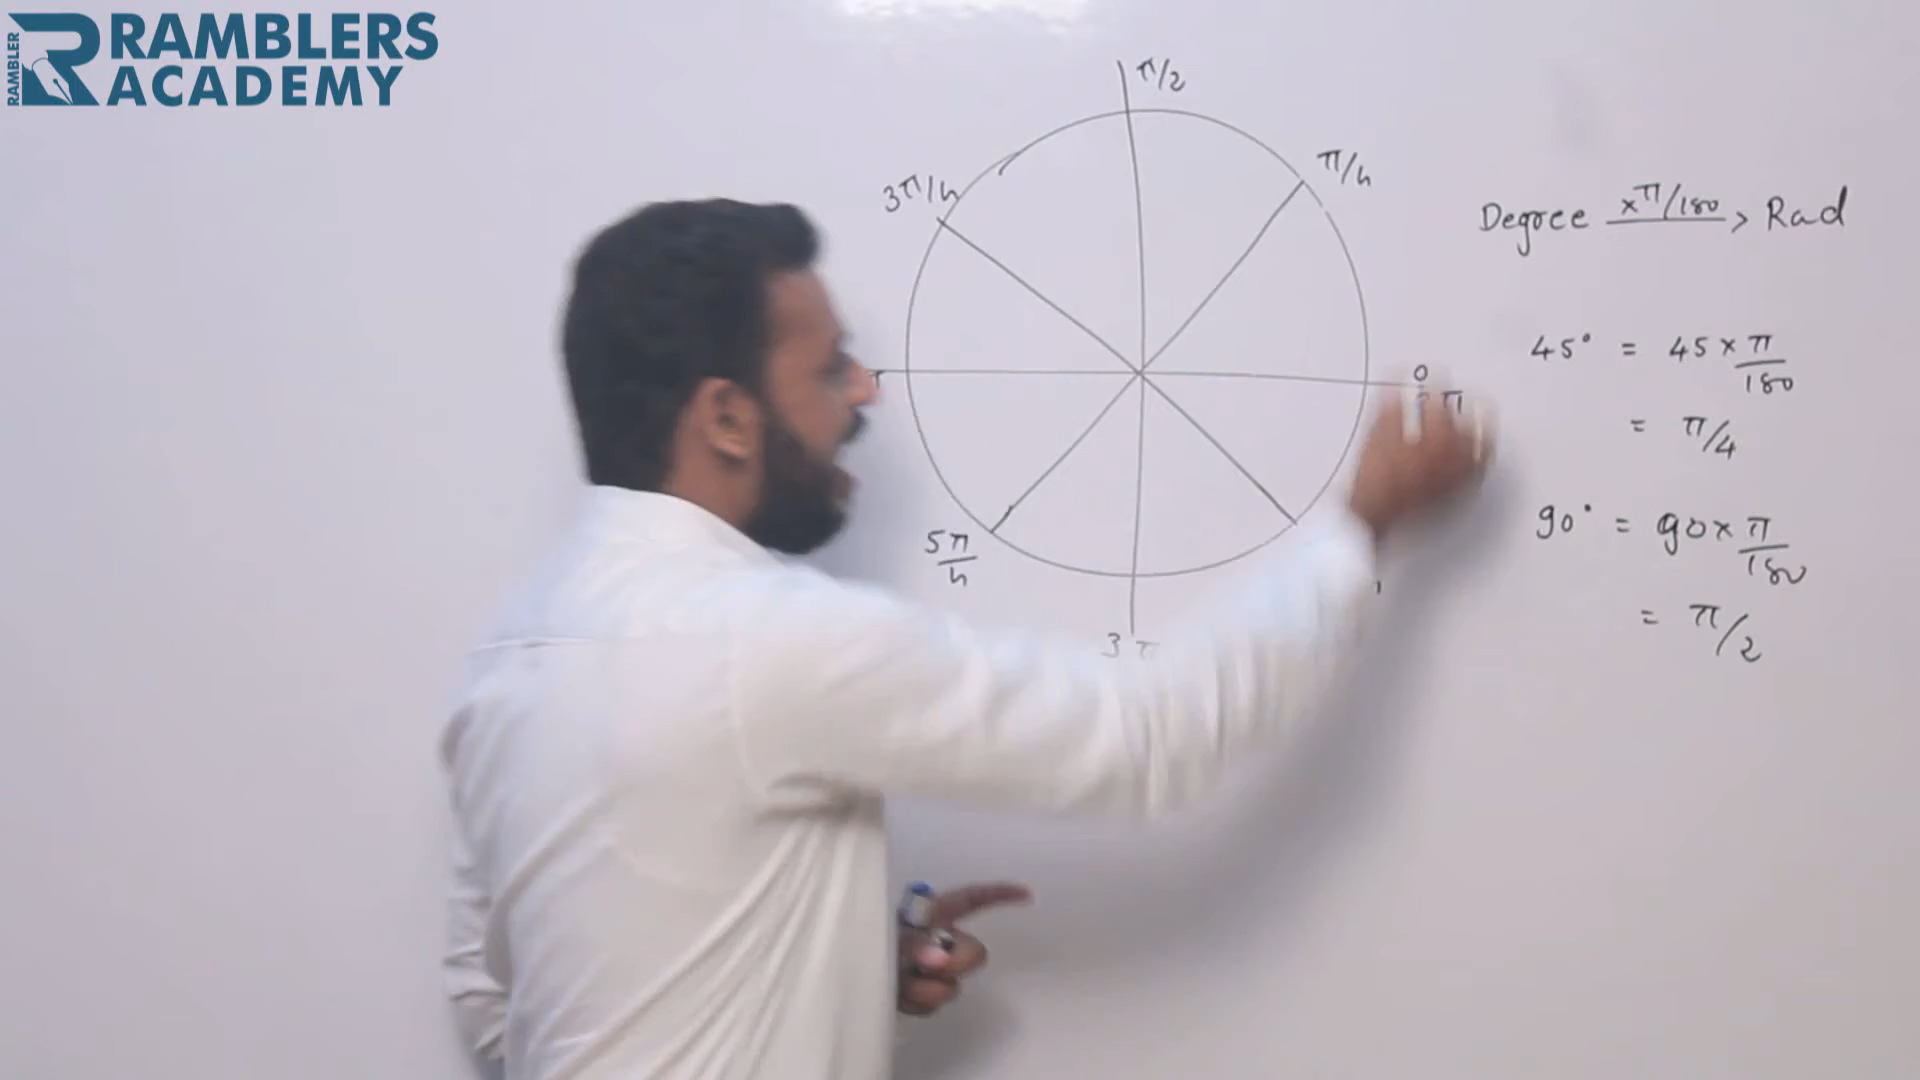 RAMBLER
RAMBLERS
ACADEMY
π/2
π/4
3π/4
0
π
5π/4
3π
Degree ×π/180 > Rad
45° = 45 × π/180
= π/4
90° = 90 × π/180
= π/2